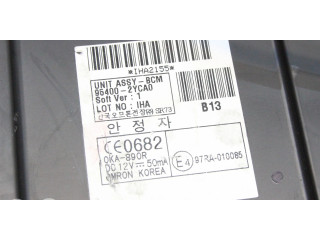 *IHA2155*
UNIT ASSY-BCM
95400-2YCA0
Soft Ver : 1
LOT NO : IHA
B13
안정자
CE0682
OKA-890R
DC 12V 50mA
OMRON KOREA
E4 97RA-010085